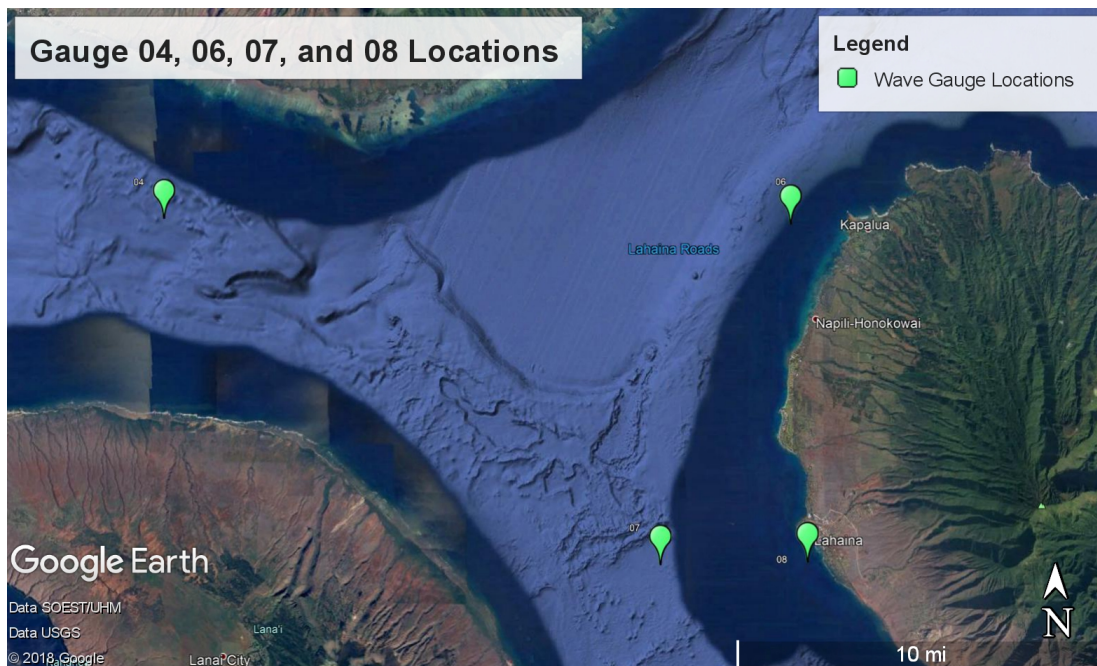 Gauge 04, 06, 07, and 08 Locations
Legend
Wave Gauge Locations
04
06
Kapalua
Lahaina Roads
Napili-Honokowai
07
08
Lahaina
Google Earth
Data SOEST/UHM
Data USGS
© 2018 Google
Lana'i
Lanai City
N
10 mi